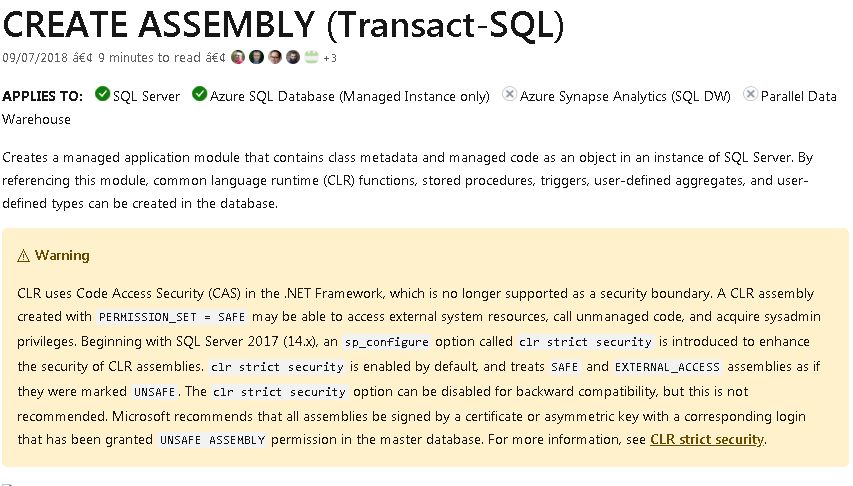 CREATE ASSEMBLY (Transact-SQL)
09/07/2018 â€¢ 9 minutes to read â€¢ +3
APPLIES TO: SQL Server Azure SQL Database (Managed Instance only) Azure Synapse Analytics (SQL DW) Parallel Data
Warehouse
Creates a managed application module that contains class metadata and managed code as an object in an instance of SQL Server. By
referencing this module, common language runtime (CLR) functions, stored procedures, triggers, user-defined aggregates, and user-
defined types can be created in the database.
Warning
CLR uses Code Access Security (CAS) in the .NET Framework, which is no longer supported as a security boundary. A CLR assembly
created with PERMISSION_SET = SAFE may be able to access external system resources, call unmanaged code, and acquire sysadmin
privileges. Beginning with SQL Server 2017 (14.x), an sp_configure option called clr strict security is introduced to enhance
the security of CLR assemblies. clr strict security is enabled by default, and treats SAFE and EXTERNAL_ACCESS assemblies as if
they were marked UNSAFE. The clr strict security option can be disabled for backward compatibility, but this is not
recommended. Microsoft recommends that all assemblies be signed by a certificate or asymmetric key with a corresponding login
that has been granted UNSAFE ASSEMBLY permission in the master database. For more information, see CLR strict security.